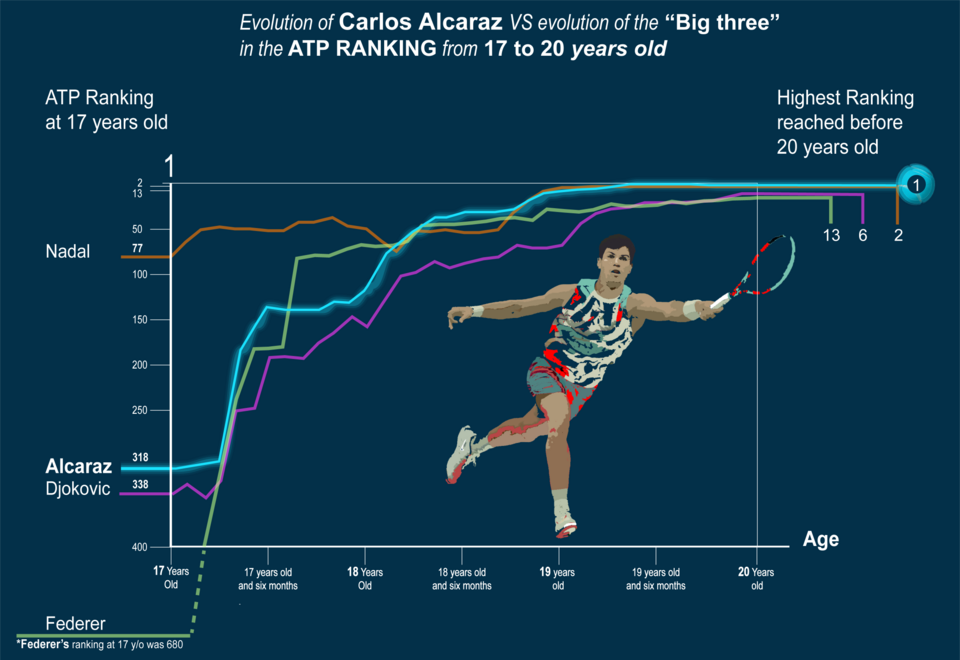 Evolution of Carlos Alcaraz VS evolution of the “Big three”
in the ATP RANKING from 17 to 20 years old
ATP Ranking
at 17 years old
Highest Ranking
reached before
20 years old
1
2
13
50
77
100
150
200
250
318
338
400
Nadal
Alcaraz
Djokovic
Federer
*Federer's ranking at 17 y/o was 680
1
13
6
2
Age
17 Years
Old
17 years old
and six months
18 Years
Old
18 years old
and six months
19 years
old
19 years old
and six months
20 Years
old